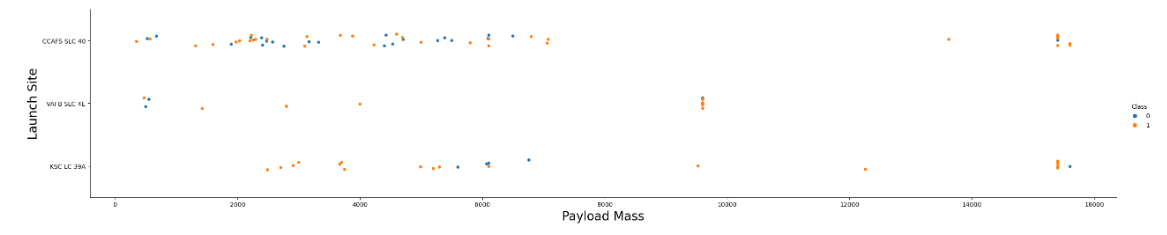 Launch Site
CCAFS SLC 40
VAFB SLC 4E
KSC LC 39A
0
2000
4000
6000
8000
10000
12000
14000
16000
Payload Mass
Class
0
1